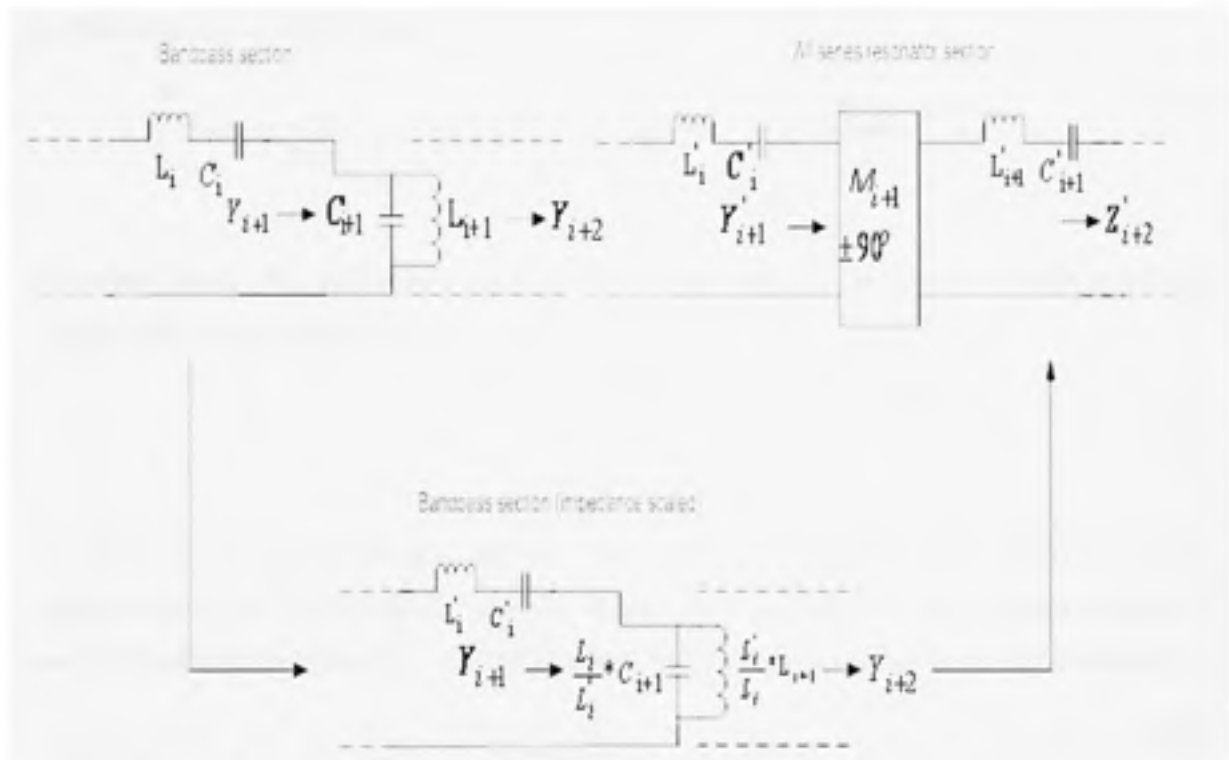 Bandpass section
All series resonator section
L_i
C_i
Y_{i+1}
C_{i+1}
L_{i+1}
Y_{i+2}
L'_i
C'_i
Y'_{i+1}
M_{i+1}
±90°
L'_{i+1}
C'_{i+1}
Z'_{i+2}
Bandpass section (impedance scaled)
L'_i
C'_i
Y_{i+1}
L_i/L'_i * C_{i+1}
L'_i/L_i * L_{i+1}
Y_{i+2}